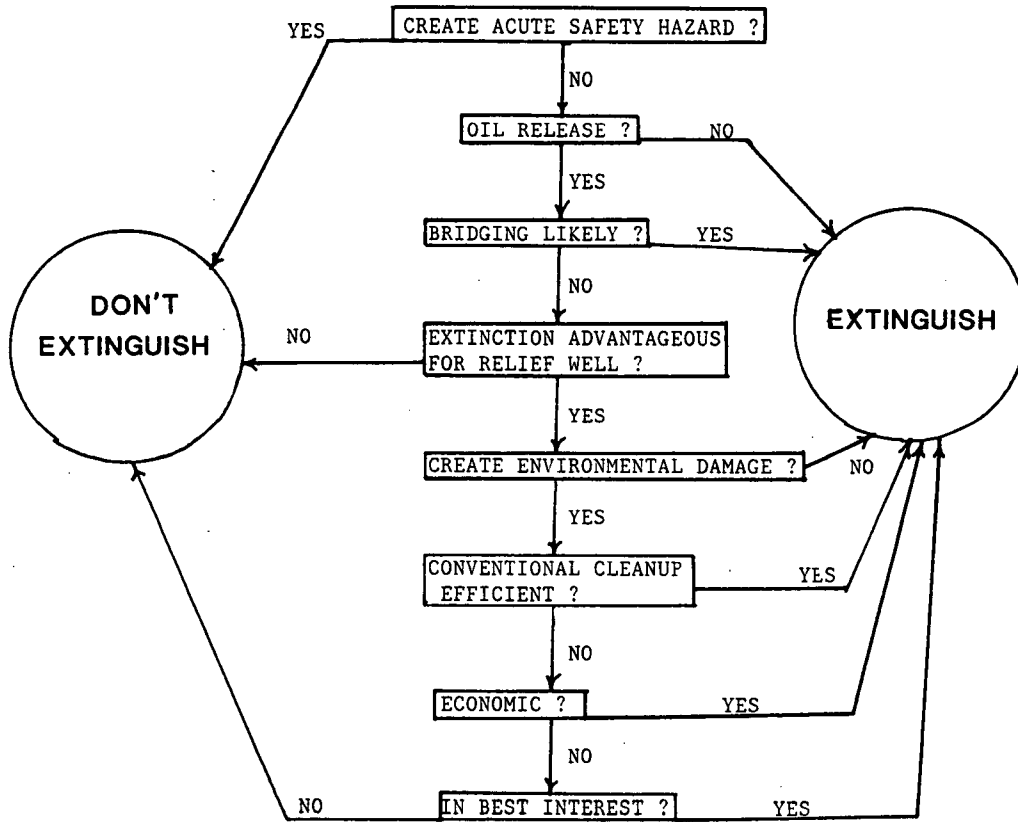 CREATE ACUTE SAFETY HAZARD ?
YES
NO
OIL RELEASE ?
NO
YES
BRIDGING LIKELY ?
YES
NO
DON'T
EXTINGUISH
EXTINGUISH
EXTINCTION ADVANTAGEOUS
FOR RELIEF WELL ?
NO
YES
CREATE ENVIRONMENTAL DAMAGE ?
NO
YES
CONVENTIONAL CLEANUP
EFFICIENT ?
YES
NO
ECONOMIC ?
YES
NO
IN BEST INTEREST ?
NO
YES